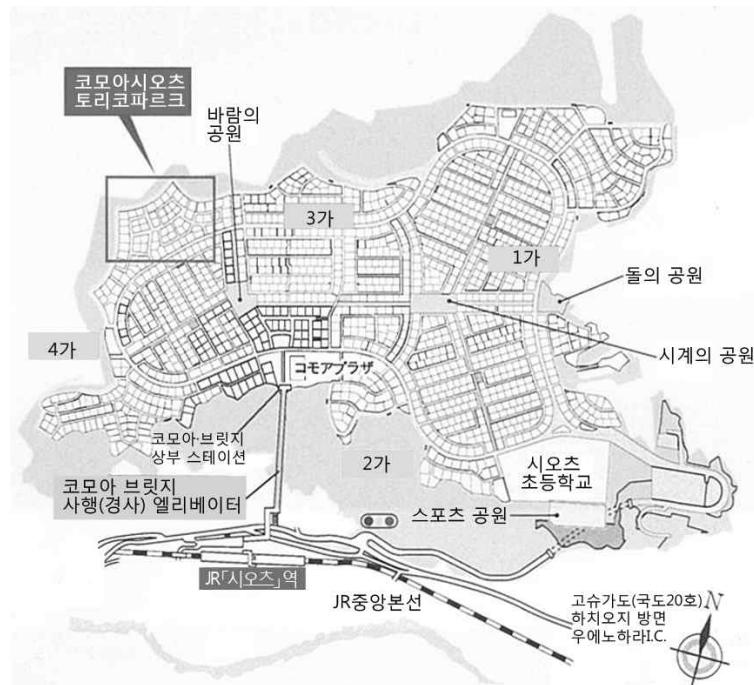 코모아시오츠
토리코파르크
바람의
공원
3가
1가
돌의 공원
시계의 공원
4가
コモアプラザ
코모아·브릿지
상부 스테이션
2가
시오츠
초등학교
코모아 브릿지
사행(경사) 엘리베이터
스포츠 공원
JR「시오츠」역
JR중앙본선
고슈가도(국도20호)
하치오지 방면
우에노하라I.C.
N